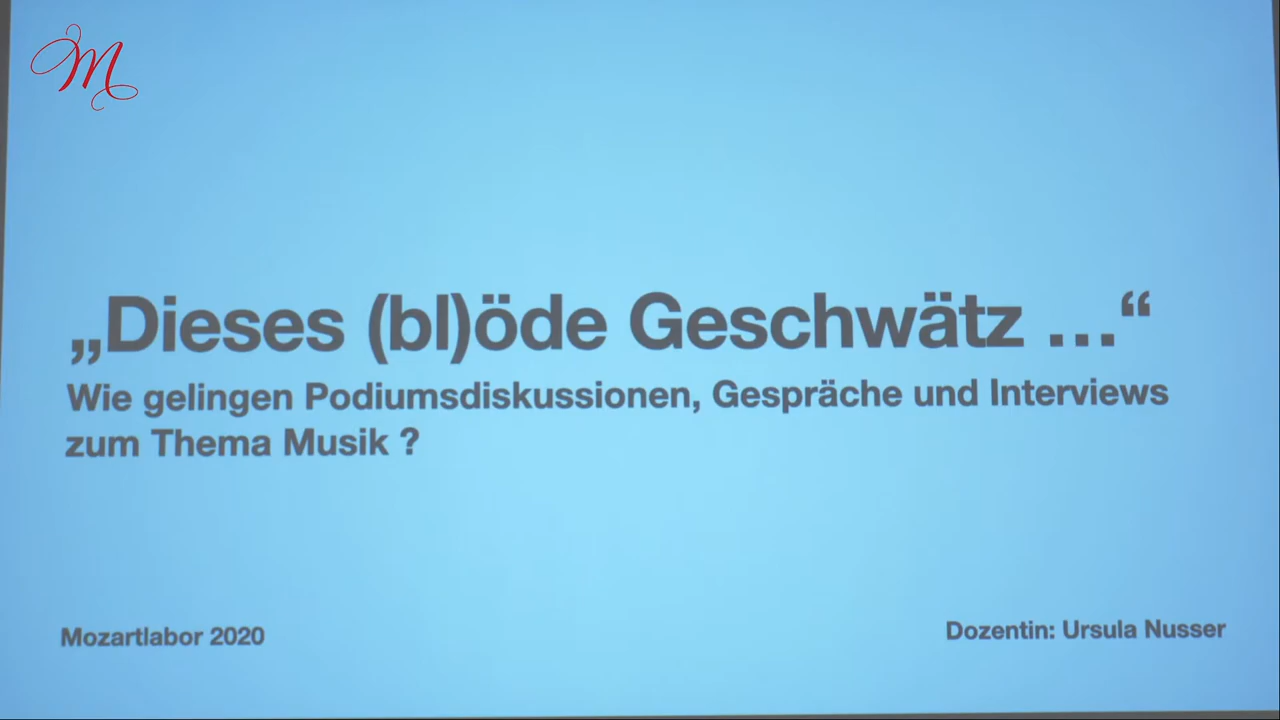 M
„Dieses (bl)öde Geschwätz …“
Wie gelingen Podiumsdiskussionen, Gespräche und Interviews
zum Thema Musik ?
Mozartlabor 2020
Dozentin: Ursula Nusser